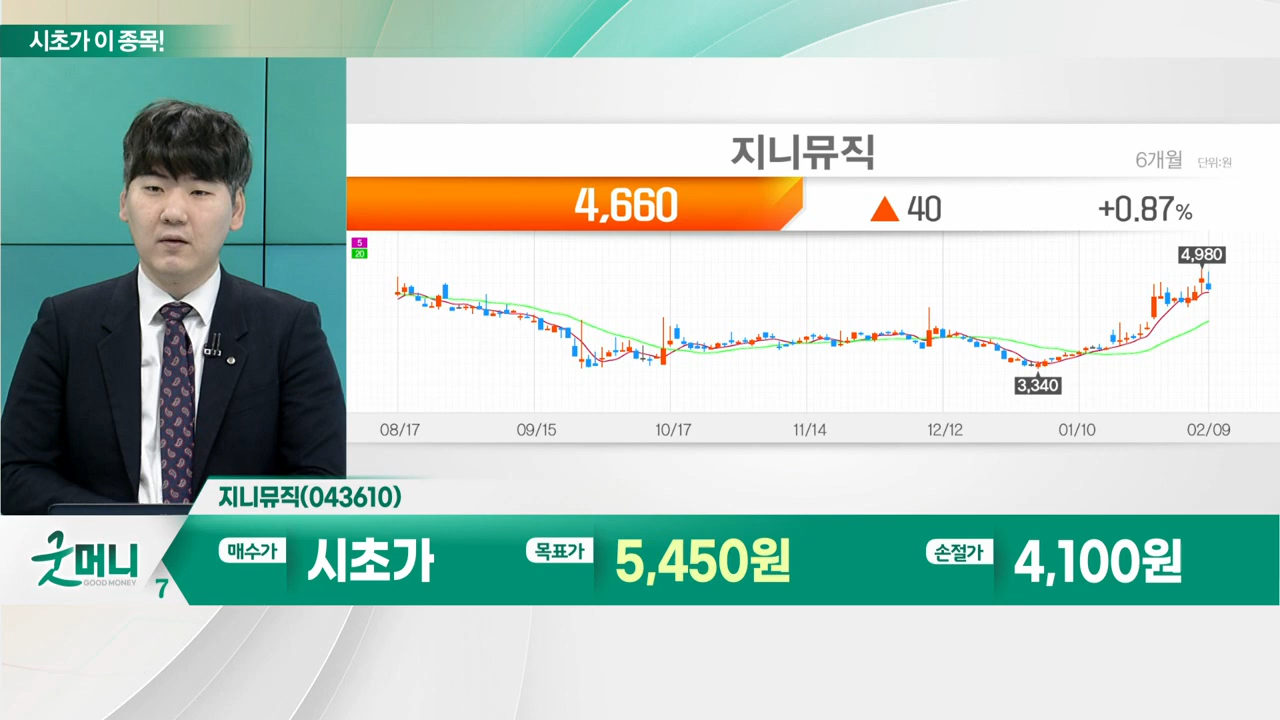 시초가 이 종목!
지니뮤직
6개월 단위:원
4,660 ▲ 40 +0.87%
5
20
4,980
3,340
08/17 09/15 10/17 11/14 12/12 01/10 02/09
지니뮤직(043610)
굿머니
GOOD MONEY
7
매수가 시초가 목표가 5,450원 손절가 4,100원